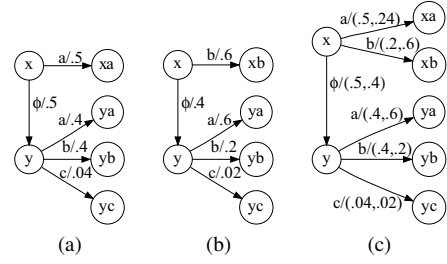 x
a/.5
xa
ϕ/.5
a/.4
ya
y
b/.4
yb
c/.04
yc
(a)
x
b/.6
xb
ϕ/.4
a/.6
ya
y
b/.2
yb
c/.02
yc
(b)
x
a/(.5,.24)
xa
b/(.2,.6)
xb
ϕ/(.5,.4)
a/(.4,.6)
ya
y
b/(.4,.2)
yb
c/(.04,.02)
yc
(c)